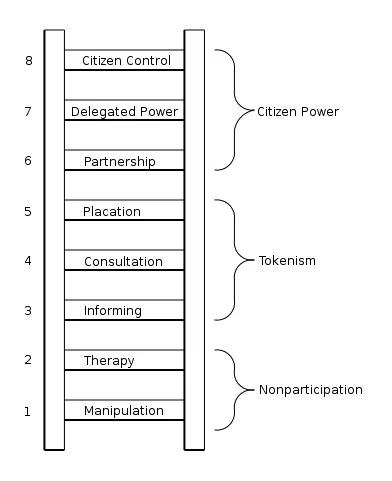 8 Citizen Control
7 Delegated Power
Citizen Power
6 Partnership
5 Placation
4 Consultation
Tokenism
3 Informing
2 Therapy
Nonparticipation
1 Manipulation